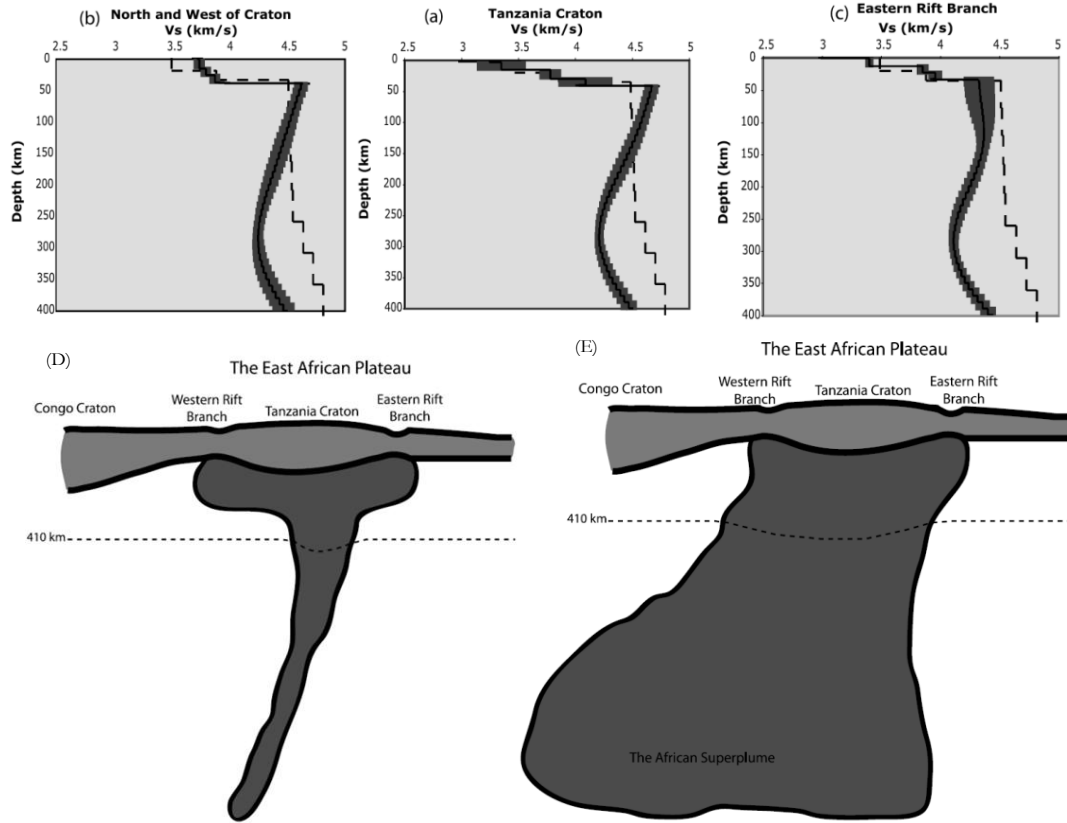 (b)
North and West of Craton
Vs (km/s)
2.5 3 3.5 4 4.5 5
0
50
100
150
200
250
300
350
400
Depth (km)
(a)
Tanzania Craton
Vs (km/s)
2.5 3 3.5 4 4.5 5
0
50
100
150
200
250
300
350
400
Depth (km)
(c)
Eastern Rift Branch
Vs (km/s)
2.5 3 3.5 4 4.5 5
0
50
100
150
200
250
300
350
400
Depth (km)
(D)
The East African Plateau
Congo Craton
Western Rift
Branch
Tanzania Craton
Eastern Rift
Branch
410 km
(E)
The East African Plateau
Congo Craton
Western Rift
Branch
Tanzania Craton
Eastern Rift
Branch
410 km
The African Superplume